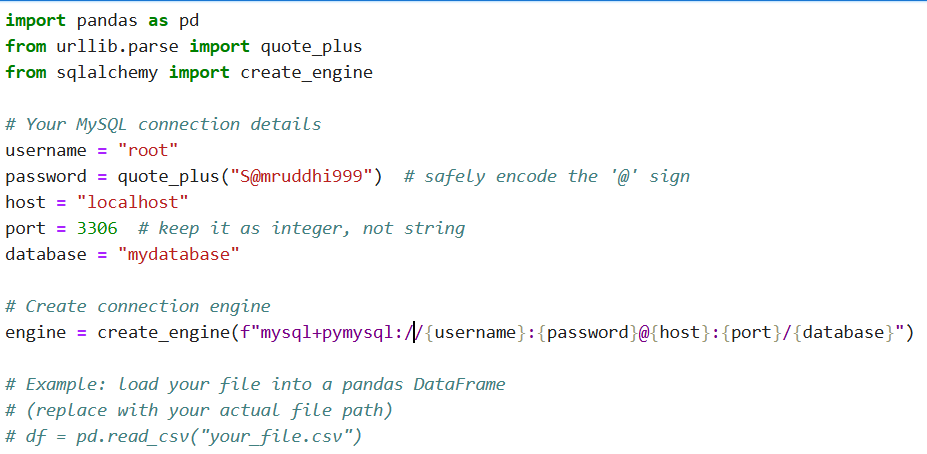 import pandas as pd
from urllib.parse import quote_plus
from sqlalchemy import create_engine
# Your MySQL connection details
username = "root"
password = quote_plus("S@mruddhi999")  # safely encode the '@' sign
host = "localhost"
port = 3306  # keep it as integer, not string
database = "mydatabase"
# Create connection engine
engine = create_engine(f"mysql+pymysql://{username}:{password}@{host}:{port}/{database}")
# Example: load your file into a pandas DataFrame
# (replace with your actual file path)
# df = pd.read_csv("your_file.csv")